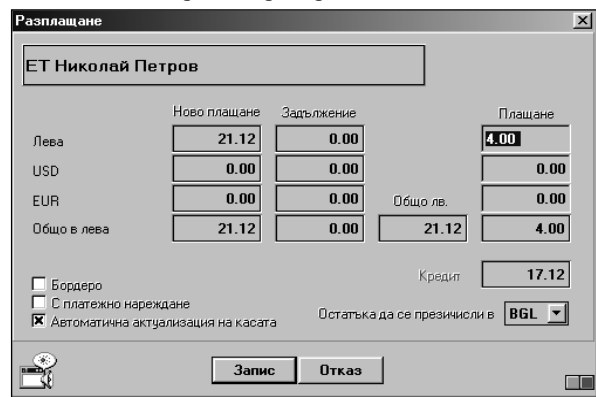 Разплащане
ЕТ Николай Петров
Ново плащане Задължение Плащане
Лева 21.12 0.00 4.00
USD 0.00 0.00 0.00
EUR 0.00 0.00 Общо лв. 0.00
Общо в лева 21.12 0.00 21.12 4.00
Кредит 17.12
Бордеро
С платежно нареждане
Автоматична актуализация на касата
Остатъка да се презичисли в BGL
Запис Отказ